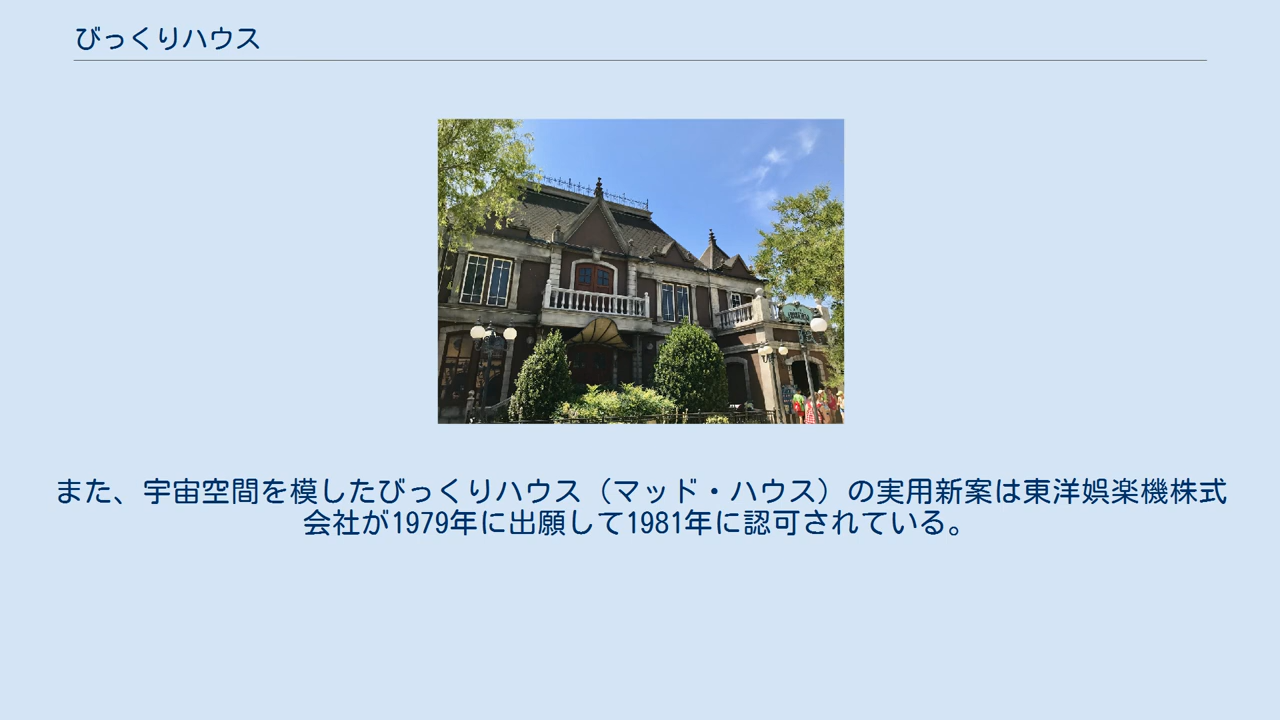 びっくりハウス
また、宇宙空間を模したびっくりハウス（マッド・ハウス）の実用新案は東洋娯楽機株式
会社が1979年に出願して1981年に認可されている。